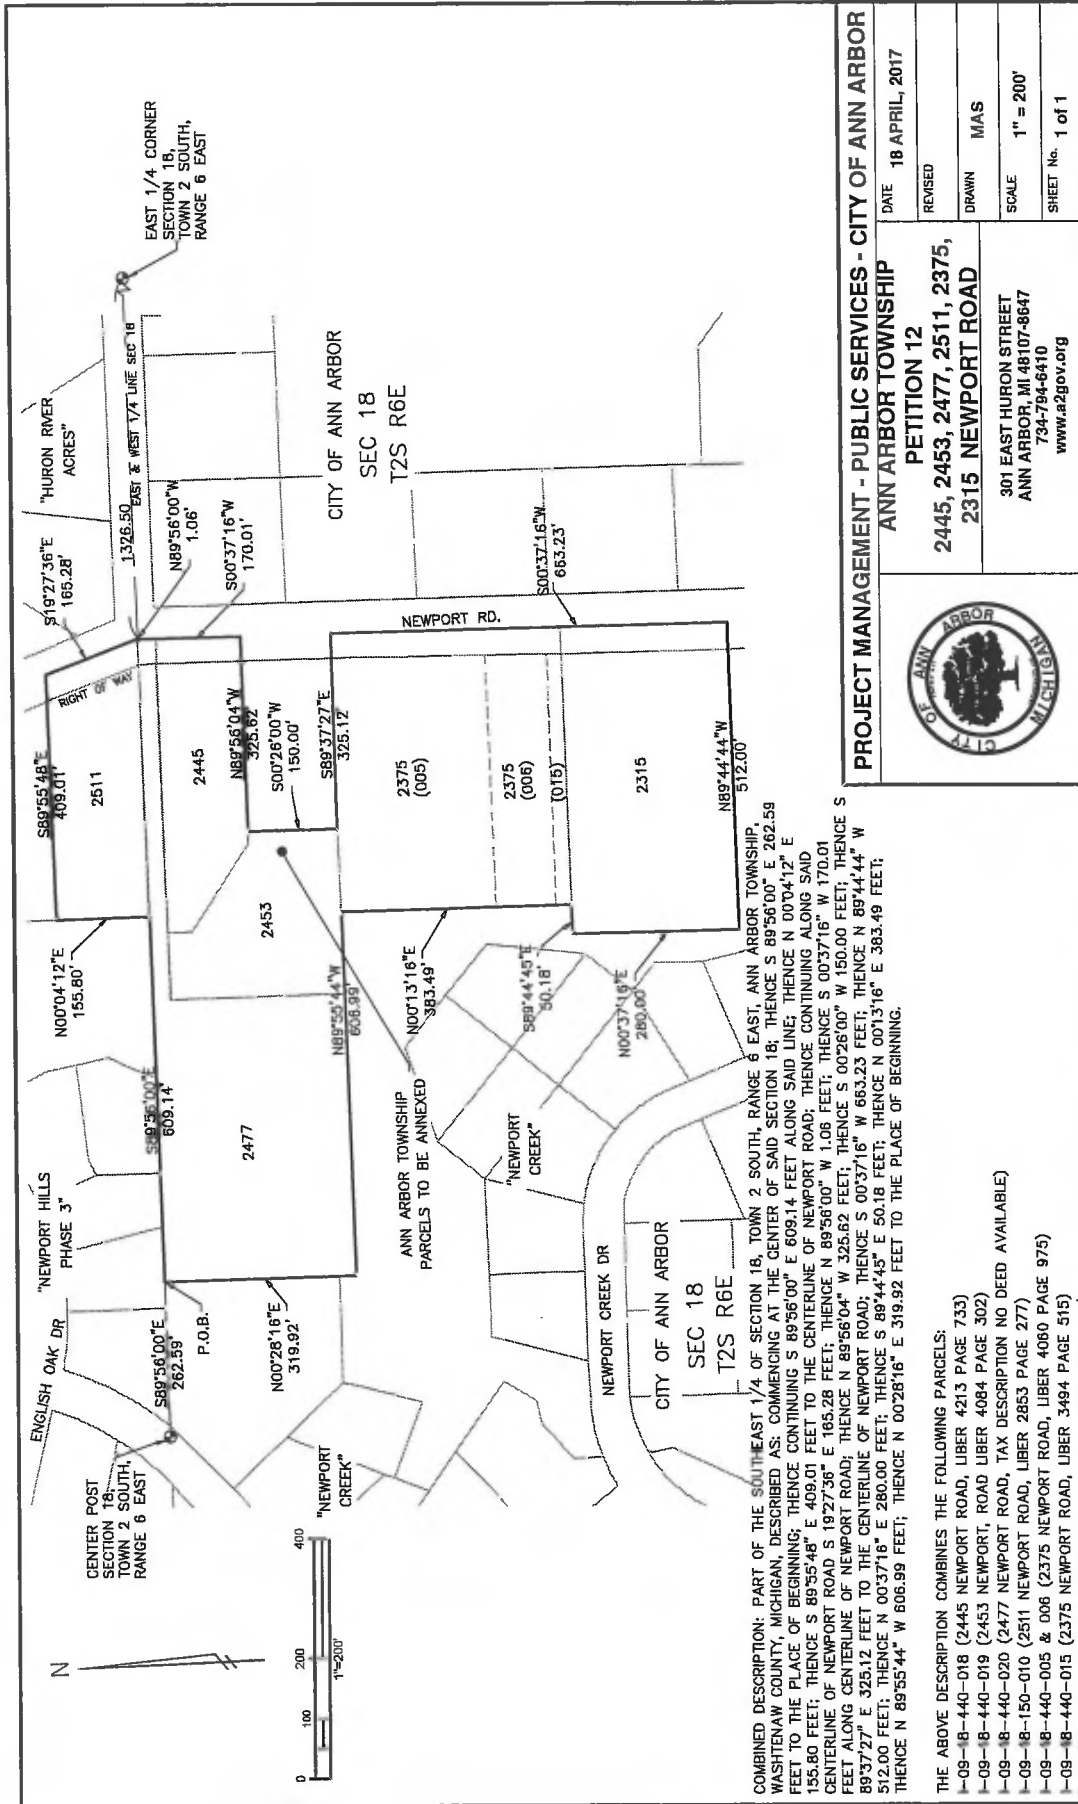 "HURON RIVER
ACRES"
EAST 1/4 CORNER
SECTION 18,
TOWN 2 SOUTH,
RANGE 6 EAST
EAST & WEST 1/4 LINE SEC 18
1326.50
S19°27'36"E
165.28'
N89°56'00"W
1.06'
S00°37'16"W
170.01'
RIGHT OF WAY
S89°55'48"E
409.01'
2511
N00°04'12"E
155.80'
2445
N89°56'04"W
325.62
S00°26'00"W
150.00'
S89°37'27"E
325.12'
NEWPORT RD.
CITY OF ANN ARBOR
SEC 18
T2S R6E
S00°37'16"W
663.23'
2375
(005)
2375
(006)
(015)
2315
N89°44'44"W
512.00'
2453
N89°55'44"W
606.99'
N00°13'16"E
383.49'
S89°44'45"E
50.18'
N00°37'16"E
280.00'
S89°56'00"E
609.14'
2477
"NEWPORT HILLS
PHASE 3"
ENGLISH OAK DR
P.O.B.
S89°56'00"E
262.59'
N00°28'16"E
319.92'
CENTER POST
SECTION 18,
TOWN 2 SOUTH,
RANGE 6 EAST
ANN ARBOR TOWNSHIP
PARCELS TO BE ANNEXED
"NEWPORT
CREEK"
"NEWPORT
CREEK"
NEWPORT CREEK DR
CITY OF ANN ARBOR
SEC 18
T2S R6E
N
0
100
200
400
1"=200'
COMBINED DESCRIPTION: PART OF THE SOUTHEAST 1/4 OF SECTION 18, TOWN 2 SOUTH, RANGE 6 EAST, ANN ARBOR TOWNSHIP,
WASHTENAW COUNTY, MICHIGAN, DESCRIBED AS: COMMENCING AT THE CENTER OF SAID SECTION 18; THENCE S 89°56'00" E 262.59
FEET TO THE PLACE OF BEGINNING; THENCE CONTINUING S 89°56'00" E 609.14 FEET ALONG SAID LINE; THENCE N 00°04'12" E
155.80 FEET; THENCE S 89°55'48" E 409.01 FEET TO THE CENTERLINE OF NEWPORT ROAD; THENCE CONTINUING ALONG SAID
CENTERLINE OF NEWPORT ROAD S 19°27'36" E 165.28 FEET; THENCE N 89°56'00" W 1.06 FEET; THENCE S 00°37'16" W 170.01
FEET ALONG CENTERLINE OF NEWPORT ROAD; THENCE N 89°56'04" W 325.62 FEET; THENCE S 00°26'00" W 150.00 FEET; THENCE S
89°37'27" E 325.12 FEET TO THE CENTERLINE OF NEWPORT ROAD; THENCE S 00°37'16" W 663.23 FEET; THENCE N 89°44'44" W
512.00 FEET; THENCE N 00°37'16" E 280.00 FEET; THENCE S 89°44'45" E 50.18 FEET; THENCE N 00°13'16" E 383.49 FEET;
THENCE N 89°55'44" W 606.99 FEET; THENCE N 00°28'16" E 319.92 FEET TO THE PLACE OF BEGINNING.
THE ABOVE DESCRIPTION COMBINES THE FOLLOWING PARCELS:
I-09-18-440-018 (2445 NEWPORT ROAD, LIBER 4213 PAGE 733)
I-09-18-440-019 (2453 NEWPORT, ROAD LIBER 4084 PAGE 302)
I-09-18-440-020 (2477 NEWPORT ROAD, TAX DESCRIPTION NO DEED AVAILABLE)
I-09-18-150-010 (2511 NEWPORT ROAD, LIBER 2853 PAGE 277)
I-09-18-440-005 & 006 (2375 NEWPORT ROAD, LIBER 4060 PAGE 975)
I-09-18-440-015 (2375 NEWPORT ROAD, LIBER 3494 PAGE 515)
PROJECT MANAGEMENT - PUBLIC SERVICES - CITY OF ANN ARBOR
CITY OF ANN ARBOR
MICHIGAN
ANN ARBOR TOWNSHIP
PETITION 12
2445, 2453, 2477, 2511, 2375,
2315 NEWPORT ROAD
301 EAST HURON STREET
ANN ARBOR, MI 48107-8647
734-794-6410
www.a2gov.org
DATE 18 APRIL, 2017
REVISED
DRAWN MAS
SCALE 1" = 200'
SHEET No. 1 of 1